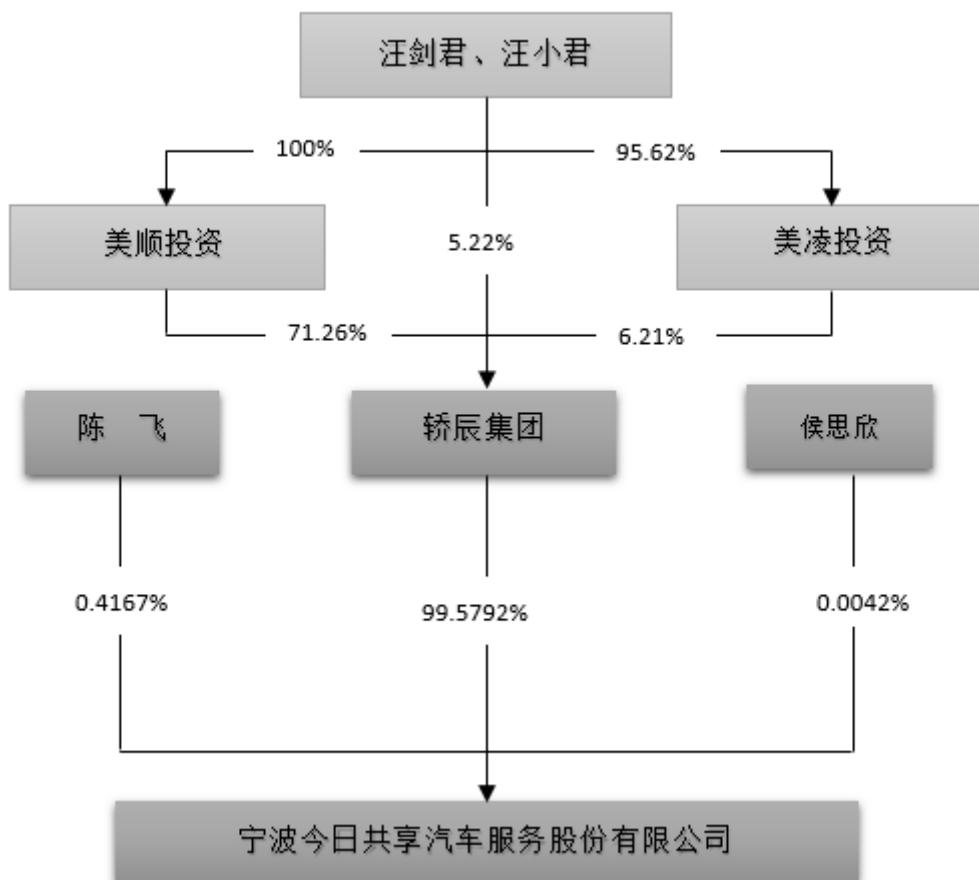 汪剑君、汪小君
100%
95.62%
美顺投资
5.22%
美凌投资
71.26%
6.21%
陈 飞
轿辰集团
侯思欣
0.4167%
99.5792%
0.0042%
宁波今日共享汽车服务股份有限公司